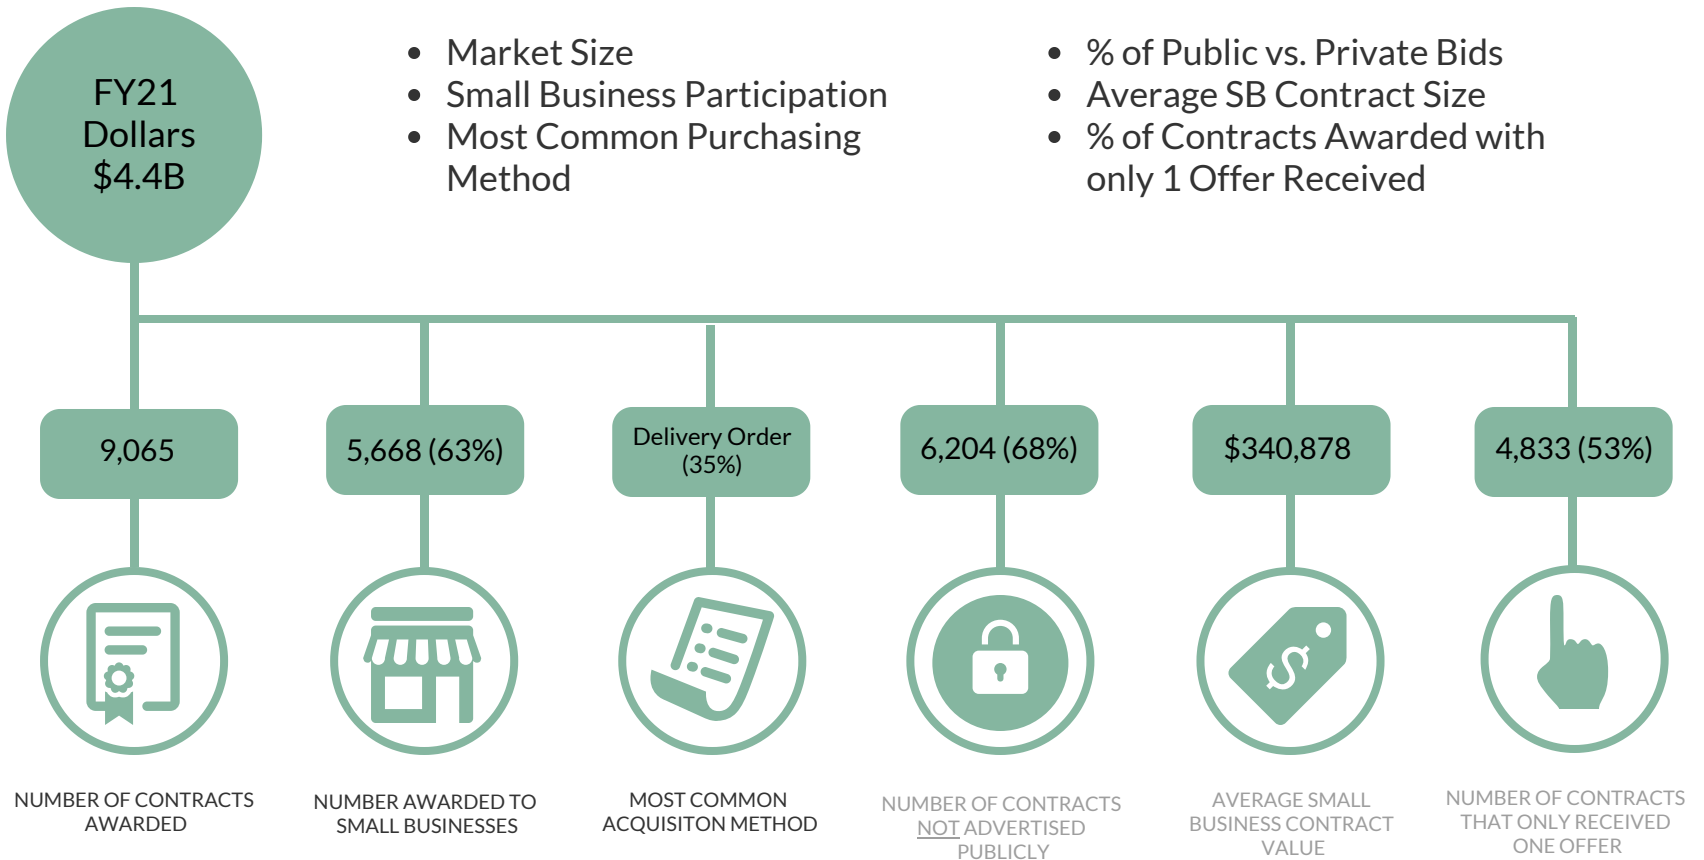 FY21
Dollars
$4.4B
• Market Size
• Small Business Participation
• Most Common Purchasing
Method
• % of Public vs. Private Bids
• Average SB Contract Size
• % of Contracts Awarded with
only 1 Offer Received
9,065
5,668 (63%)
Delivery Order
(35%)
6,204 (68%)
$340,878
4,833 (53%)
$
NUMBER OF CONTRACTS
AWARDED
NUMBER AWARDED TO
SMALL BUSINESSES
MOST COMMON
ACQUISITON METHOD
NUMBER OF CONTRACTS
NOT ADVERTISED
PUBLICLY
AVERAGE SMALL
BUSINESS CONTRACT
VALUE
NUMBER OF CONTRACTS
THAT ONLY RECEIVED
ONE OFFER